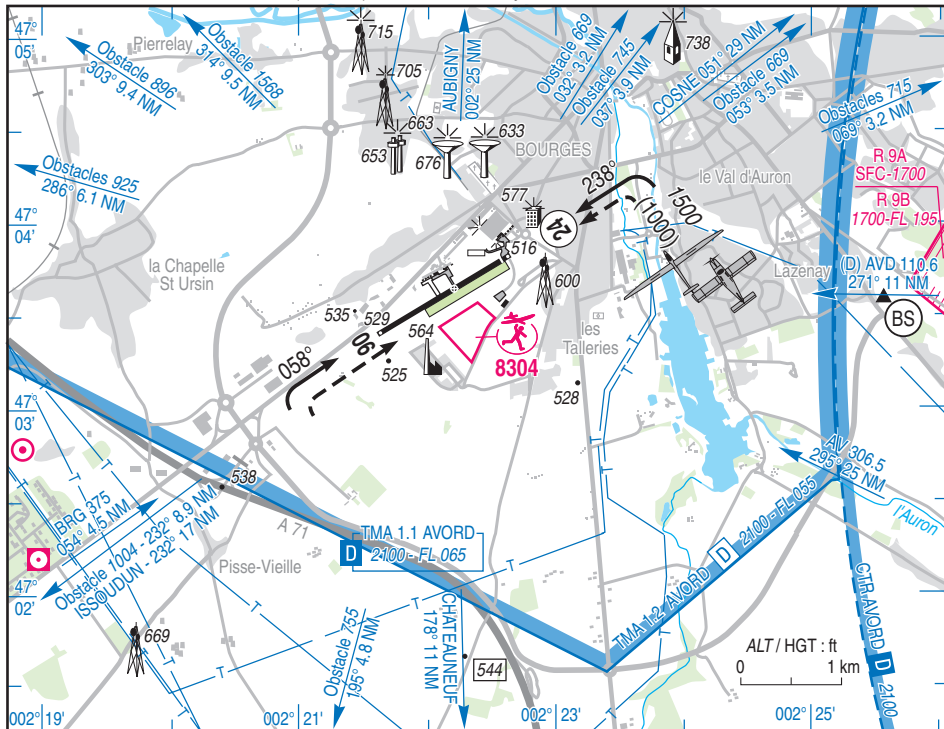 47°
05'
Pierrelay
Obstacle 896
303° 9.4 NM
Obstacle 1568
314° 9.5 NM
715
705
AUBIGNY
002° 25 NM
Obstacle 669
032° 3.2 NM
Obstacle 745
037° 3.9 NM
738
COSNE 051° 29 NM
Obstacle 669
053° 3.5 NM
Obstacles 715
069° 3.2 NM
663
653
676
633
BOURGES
Obstacles 925
286° 6.1 NM
R 9A
SFC-1700
R 9B
1700-FL 195
le Val d'Auron
577
238°
1500
(1000)
24
47°
04'
516
la Chapelle
St Ursin
600
Lazenay
(D) AVD 110.6
271° 11 NM
BS
535
529
564
06
058°
525
8304
les
Talleries
528
47°
03'
538
BRG 375
054° 4.5 NM
A 71
Obstacle 1004 - 232° 8.9 NM
ISSOUDUN - 232° 17 NM
AV 306.5
295° 25 NM
l'Auron
TMA 1.1 AVORD
D 2100 - FL 065
Pisse-Vieille
TMA 1.2 AVORD D 2100 - FL 055
47°
02'
669
Obstacle 755
195° 4.8 NM
CHATEAUNEUF
178° 11 NM
544
CTR AVORD D 2100
ALT / HGT : ft
0 1 km
002° 19'
002° 21'
002° 23'
002° 25'
T
T
T
T
T
T
T
T
T
T
T
T